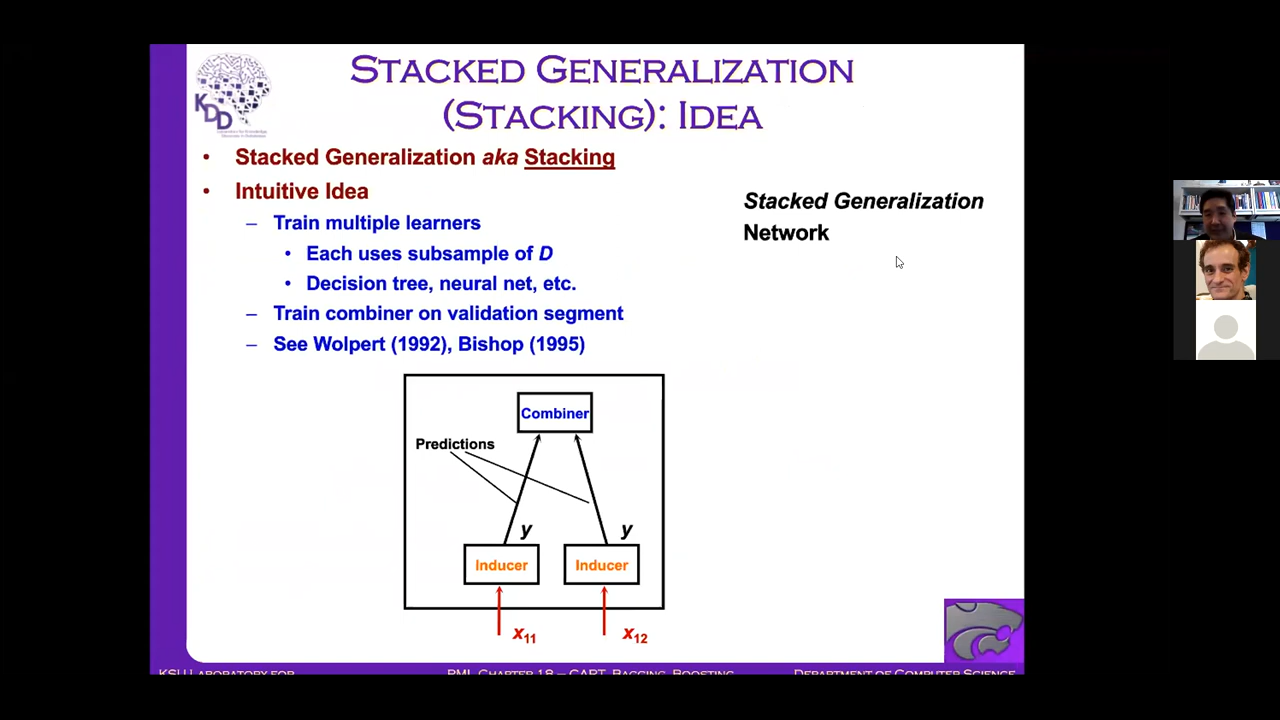 STACKED GENERALIZATION
(STACKING): IDEA
KDD
• Stacked Generalization aka Stacking
• Intuitive Idea
– Train multiple learners
• Each uses subsample of D
• Decision tree, neural net, etc.
– Train combiner on validation segment
– See Wolpert (1992), Bishop (1995)
Stacked Generalization
Network
Combiner
Predictions
y y
Inducer Inducer
x11 x12
KSU LABORATORY FOR
PML CHAPTER 18 – CART, BAGGING, BOOSTING
DEPARTMENT OF COMPUTER SCIENCE